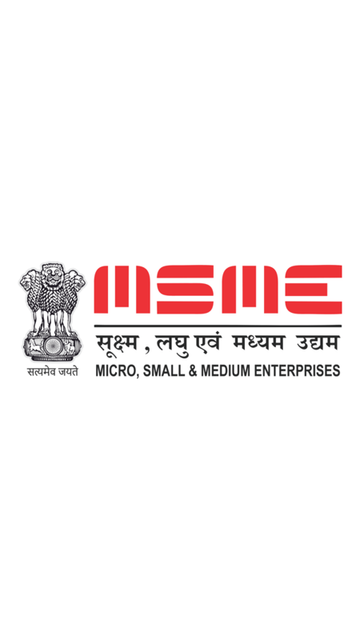 MSME
सूक्ष्म , लघु एवं मध्यम उद्यम
MICRO, SMALL & MEDIUM ENTERPRISES
सत्यमेव जयते